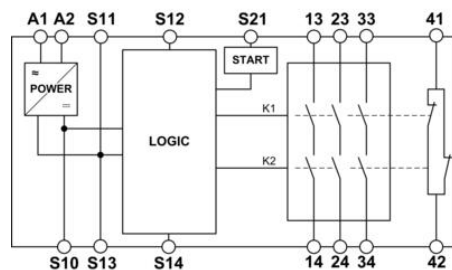 A1 A2 S11 S12 S21 13 23 33 41
≂
POWER
START
K1
LOGIC
K2
S10 S13 S14 14 24 34 42